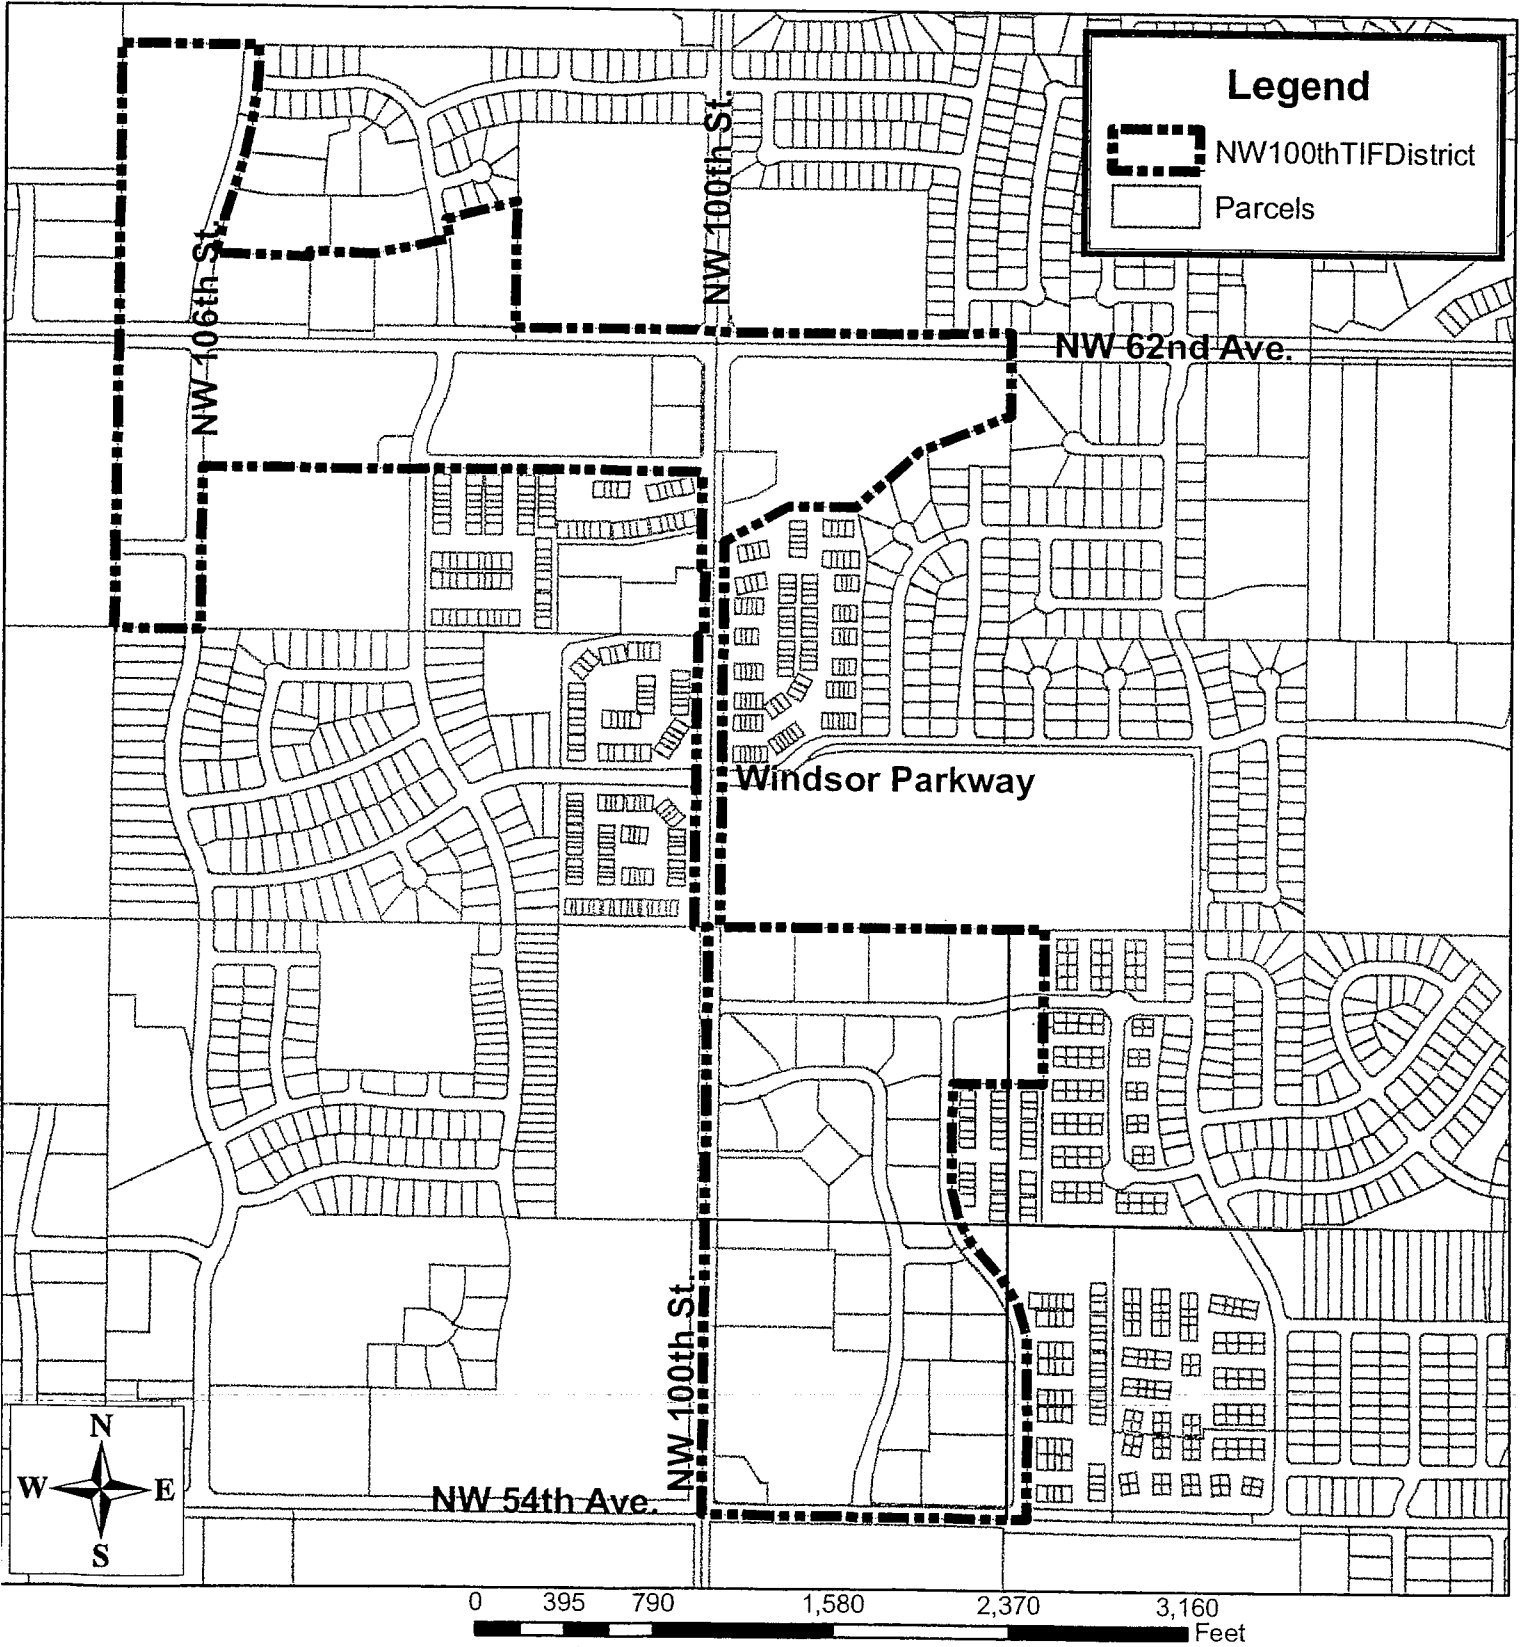 Legend
NW100thTIFDistrict
Parcels
NW 100th St.
NW 106th St.
NW 62nd Ave.
Windsor Parkway
NW 100th St.
NW 54th Ave.
N
W E
S
0 395 790 1,580 2,370 3,160
Feet